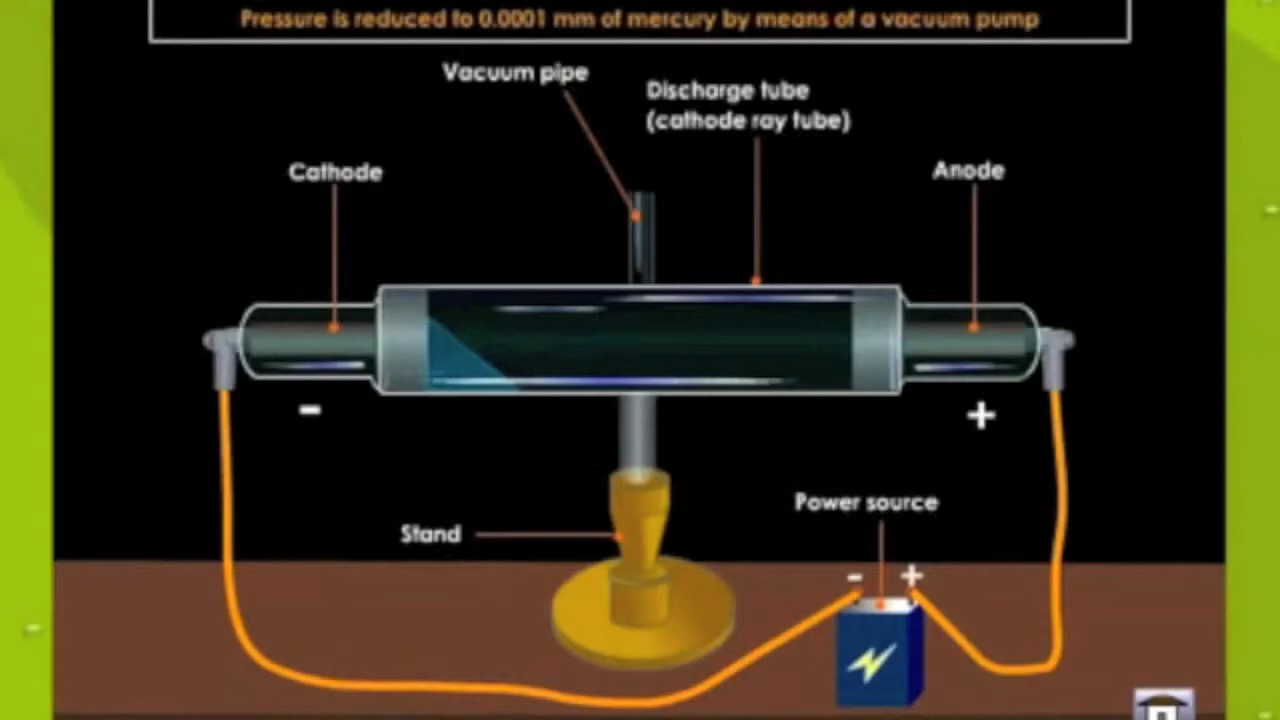 Pressure is reduced to 0.0001 mm of mercury by means of a vacuum pump
Vacuum pipe
Discharge tube
(cathode ray tube)
Cathode
Anode
-
+
Power source
Stand
- +